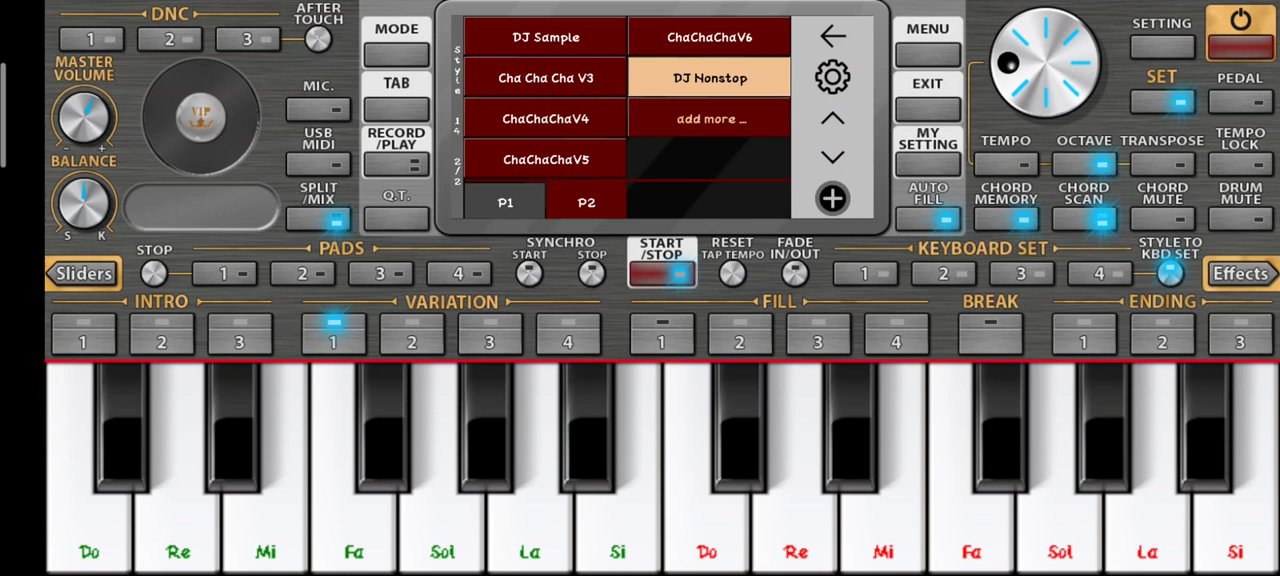 DNC
AFTER TOUCH
1 2 3
MASTER VOLUME
- +
BALANCE
S K
VIP
MIC.
USB MIDI
SPLIT /MIX
MODE
TAB
RECORD /PLAY
Q.T.
Style 14 2/2
DJ Sample ChaChaChaV6
Cha Cha Cha V3 DJ Nonstop
ChaChaChaV4 add more ...
ChaChaChaV5
P1 P2
MENU
EXIT
MY SETTING
AUTO FILL
SETTING
SET PEDAL
TEMPO OCTAVE TRANSPOSE TEMPO LOCK
CHORD MEMORY CHORD SCAN CHORD MUTE DRUM MUTE
Sliders
STOP
PADS
1 2 3 4
SYNCHRO
START STOP
START /STOP
RESET
TAP TEMPO
FADE IN/OUT
KEYBOARD SET
1 2 3 4
STYLE TO KBD SET
Effects
INTRO VARIATION FILL BREAK ENDING
1 2 3 1 2 3 4 1 2 3 4 1 2 3
Do Re Mi Fa Sol La Si Do Re Mi Fa Sol La Si